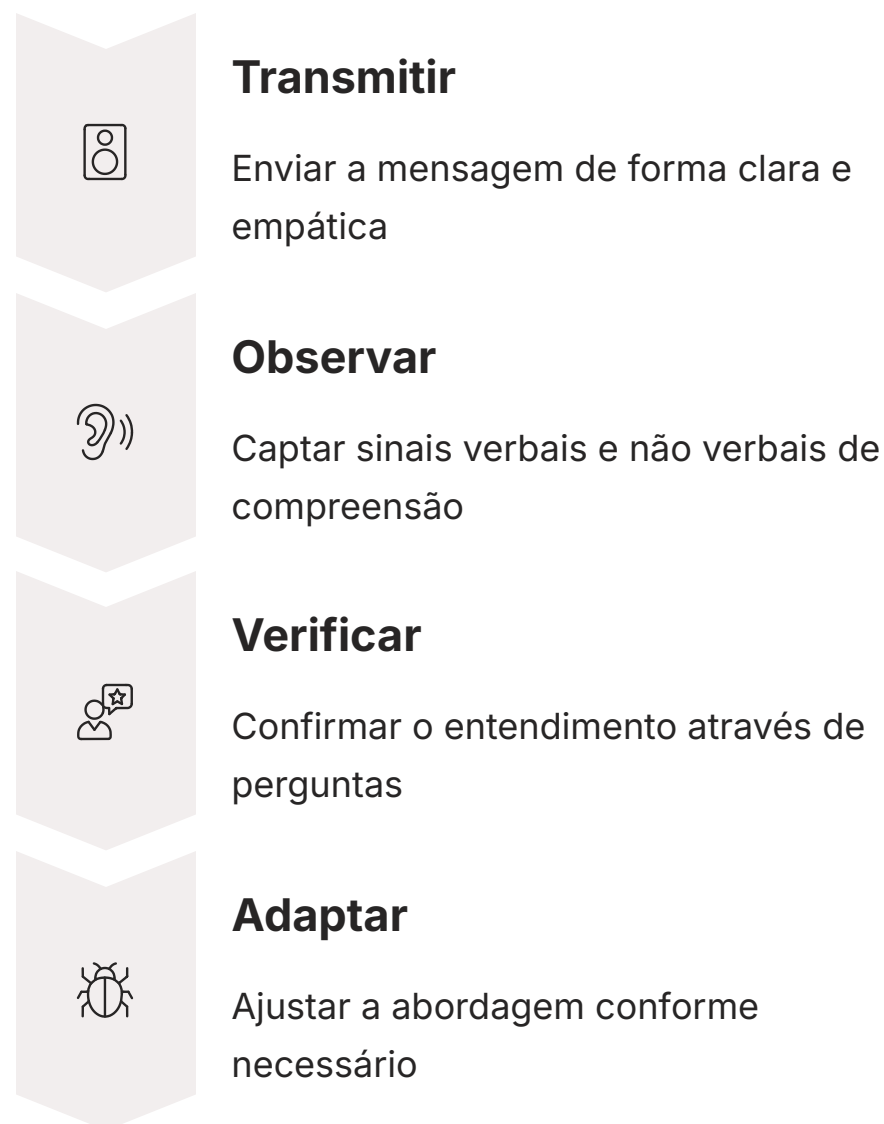 Transmitir
Enviar a mensagem de forma clara e
empática
Observar
Captar sinais verbais e não verbais de
compreensão
Verificar
Confirmar o entendimento através de
perguntas
Adaptar
Ajustar a abordagem conforme
necessário